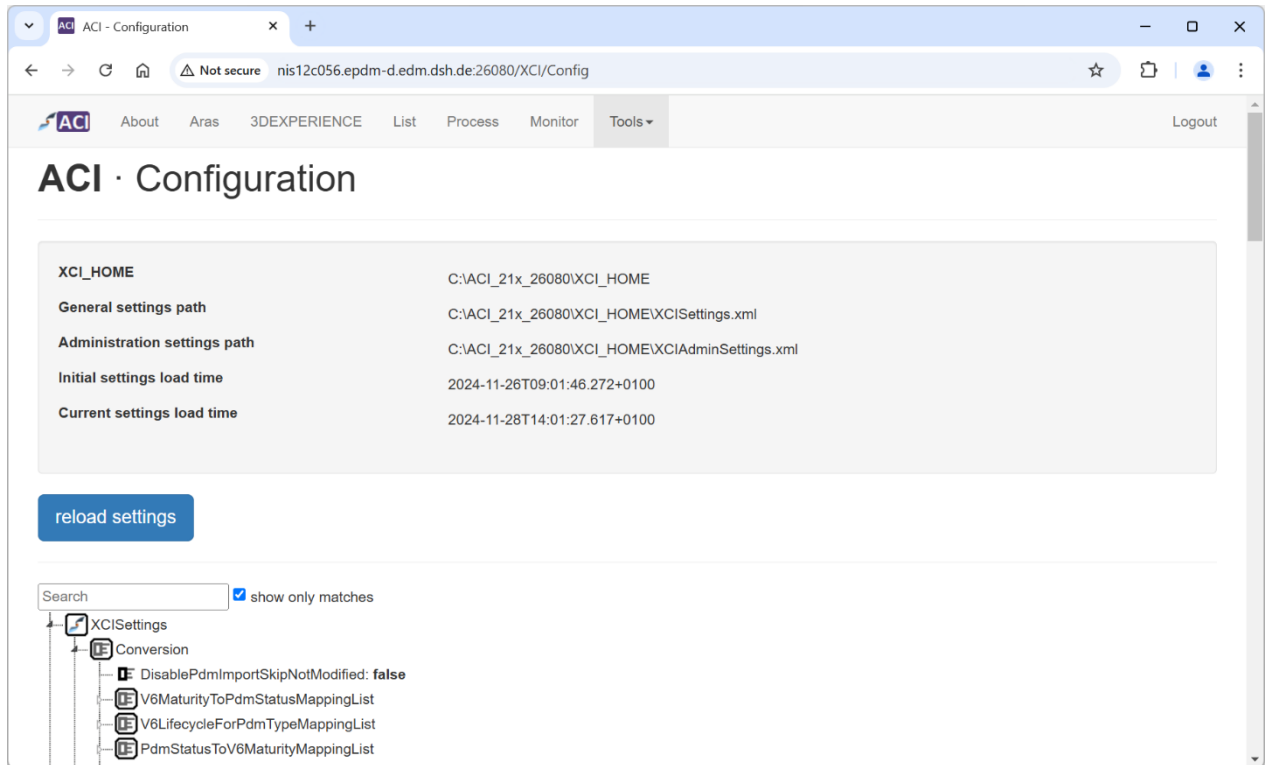 ACI ACI - Configuration
Not secure nis12c056.epdm-d.edm.dsh.de:26080/XCI/Config
ACI About Aras 3DEXPERIENCE List Process Monitor Tools Logout
ACI · Configuration
XCI_HOME C:\ACI_21x_26080\XCI_HOME
General settings path C:\ACI_21x_26080\XCI_HOME\XCISettings.xml
Administration settings path C:\ACI_21x_26080\XCI_HOME\XCIAdminSettings.xml
Initial settings load time 2024-11-26T09:01:46.272+0100
Current settings load time 2024-11-28T14:01:27.617+0100
reload settings
Search show only matches
XCISettings
Conversion
DisablePdmImportSkipNotModified: false
V6MaturityToPdmStatusMappingList
V6LifecycleForPdmTypeMappingList
PdmStatusToV6MaturityMappingList